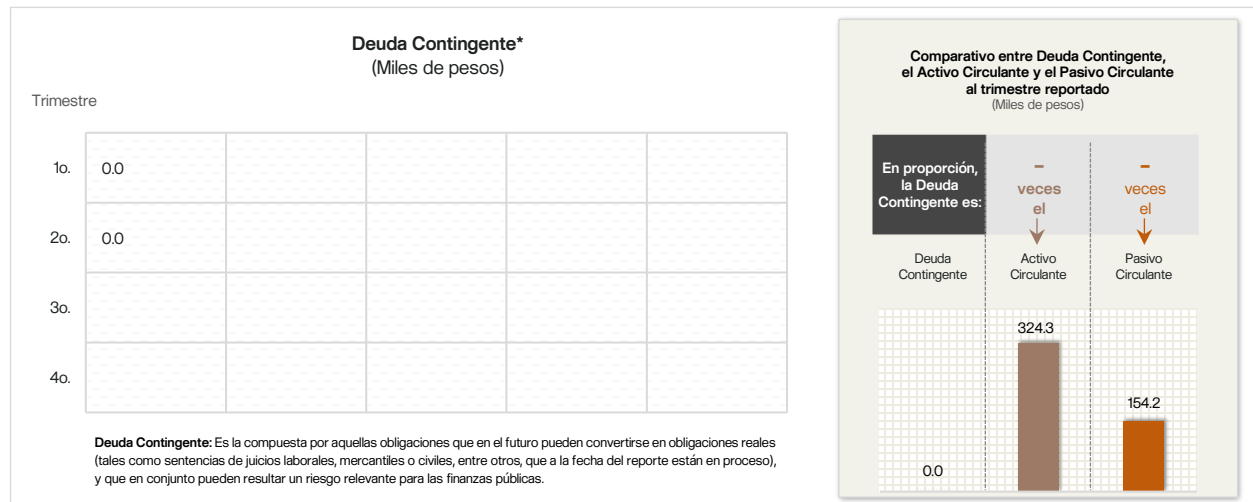 Deuda Contingente*
(Miles de pesos)
Trimestre
1o. 0.0
2o. 0.0
3o.
4o.
Deuda Contingente: Es la compuesta por aquellas obligaciones que en el futuro pueden convertirse en obligaciones reales
(tales como sentencias de juicios laborales, mercantiles o civiles, entre otros, que a la fecha del reporte están en proceso),
y que en conjunto pueden resultar un riesgo relevante para las finanzas públicas.
Comparativo entre Deuda Contingente,
el Activo Circulante y el Pasivo Circulante
al trimestre reportado
(Miles de pesos)
En proporción,
la Deuda
Contingente es:
–
veces
el
–
veces
el
Deuda
Contingente
Activo
Circulante
Pasivo
Circulante
0.0
324.3
154.2